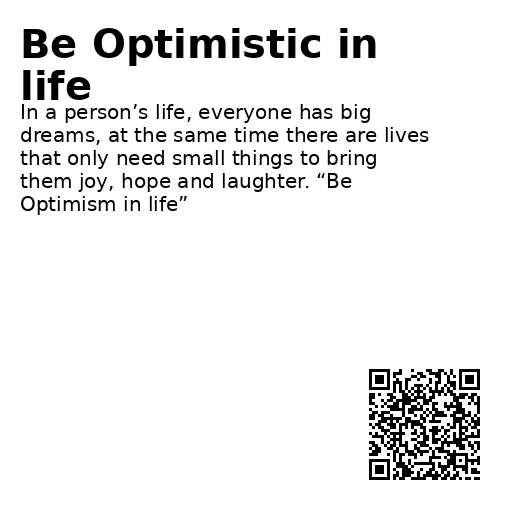 Be Optimistic in
life
In a person’s life, everyone has big
dreams, at the same time there are lives
that only need small things to bring
them joy, hope and laughter. “Be
Optimism in life”